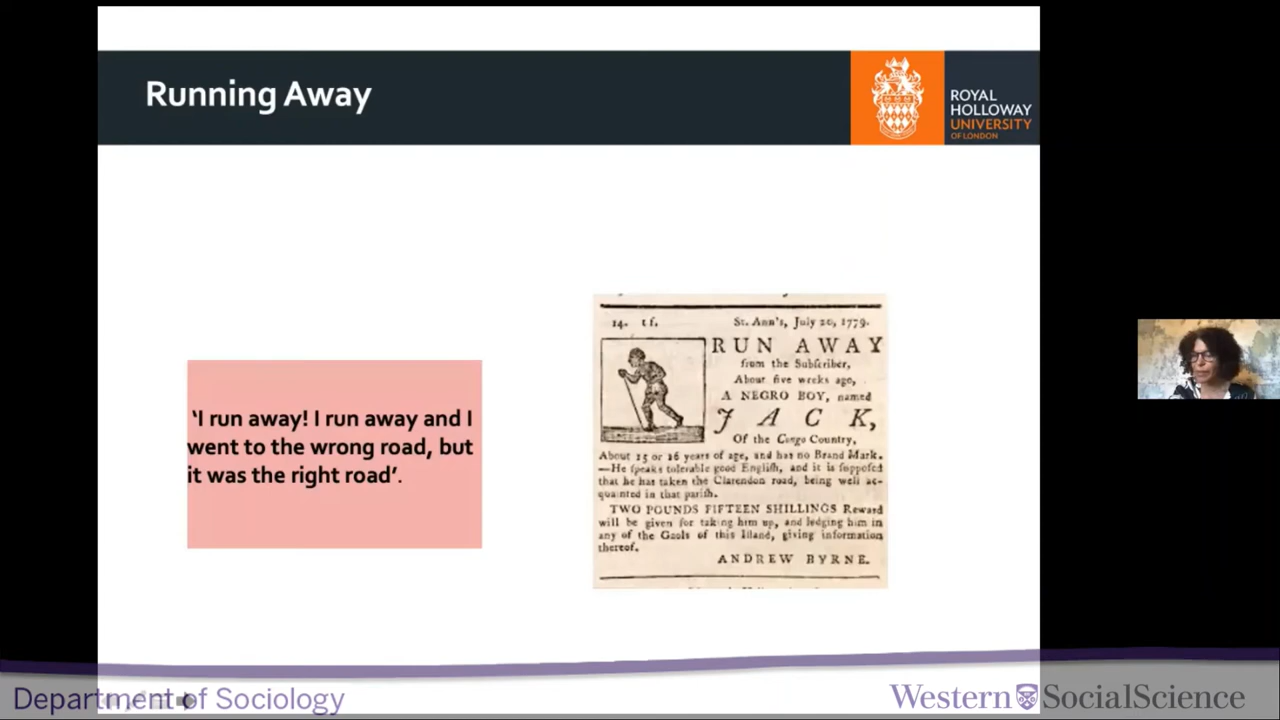 Running Away
ROYAL
HOLLOWAY
UNIVERSITY
OF LONDON
‘I run away! I run away and I
went to the wrong road, but
it was the right road’.
14. tf. St. Ann's, July 20, 1779.
RUN AWAY
from the Subſcriber,
About five weeks ago,
A NEGRO BOY, named
JACK,
Of the Congo Country,
About 15 or 16 years of age, and has no Brand Mark.
—He ſpeaks tolerable good Engliſh, and it is ſuppoſed
that he has taken the Clarendon road, being well ac-
quainted in that pariſh.
TWO POUNDS FIFTEEN SHILLINGS Reward
will be given for taking him up, and lodging him in
any of the Gaols of this Iſland, giving information
thereof.
ANDREW BYRNE.
Department of Sociology
Western SocialScience